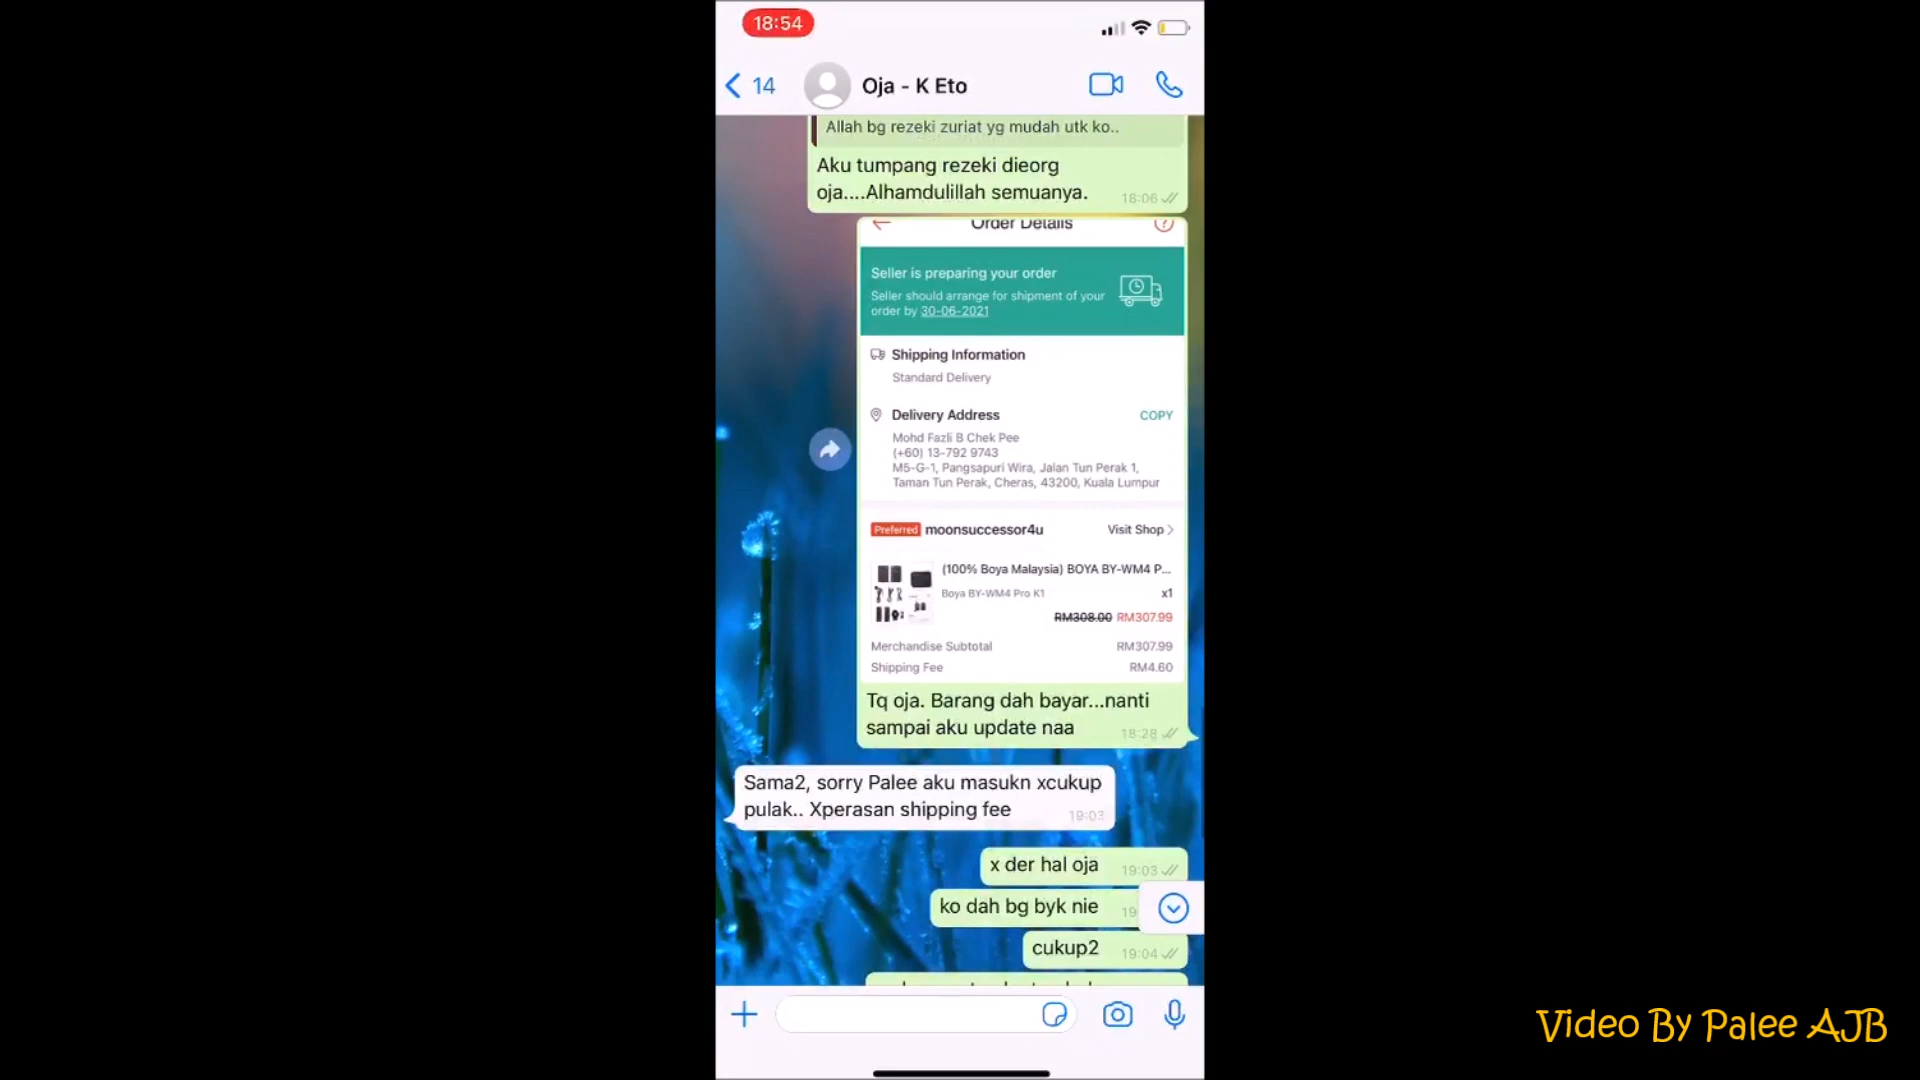 18:54
14
Oja - K Eto
Allah bg rezeki zuriat yg mudah utk ko..
Aku tumpang rezeki dieorg
oja....Alhamdulillah semuanya.
18:06
Order Details
Seller is preparing your order
Seller should arrange for shipment of your
order by 30-06-2021
Shipping Information
Standard Delivery
Delivery Address COPY
Mohd Fazli B Chek Pee
(+60) 13-792 9743
M5-G-1, Pangsapuri Wira, Jalan Tun Perak 1,
Taman Tun Perak, Cheras, 43200, Kuala Lumpur
Preferred moonsuccessor4u Visit Shop >
(100% Boya Malaysia) BOYA BY-WM4 P...
Boya BY-WM4 Pro K1 x1
RM308.00 RM307.99
Merchandise Subtotal RM307.99
Shipping Fee RM4.60
Tq oja. Barang dah bayar...nanti
sampai aku update naa
18:28
Sama2, sorry Palee aku masukn xcukup
pulak.. Xperasan shipping fee
19:03
x der hal oja 19:03
ko dah bg byk nie 19
cukup2 19:04
Video By Palee AJB